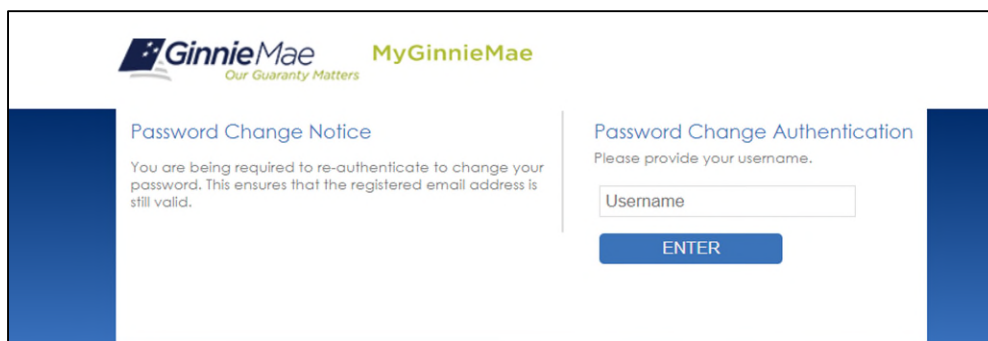 GinnieMae
Our Guaranty Matters
MyGinnieMae
Password Change Notice
You are being required to re-authenticate to change your
password. This ensures that the registered email address is
still valid.
Password Change Authentication
Please provide your username.
Username
ENTER